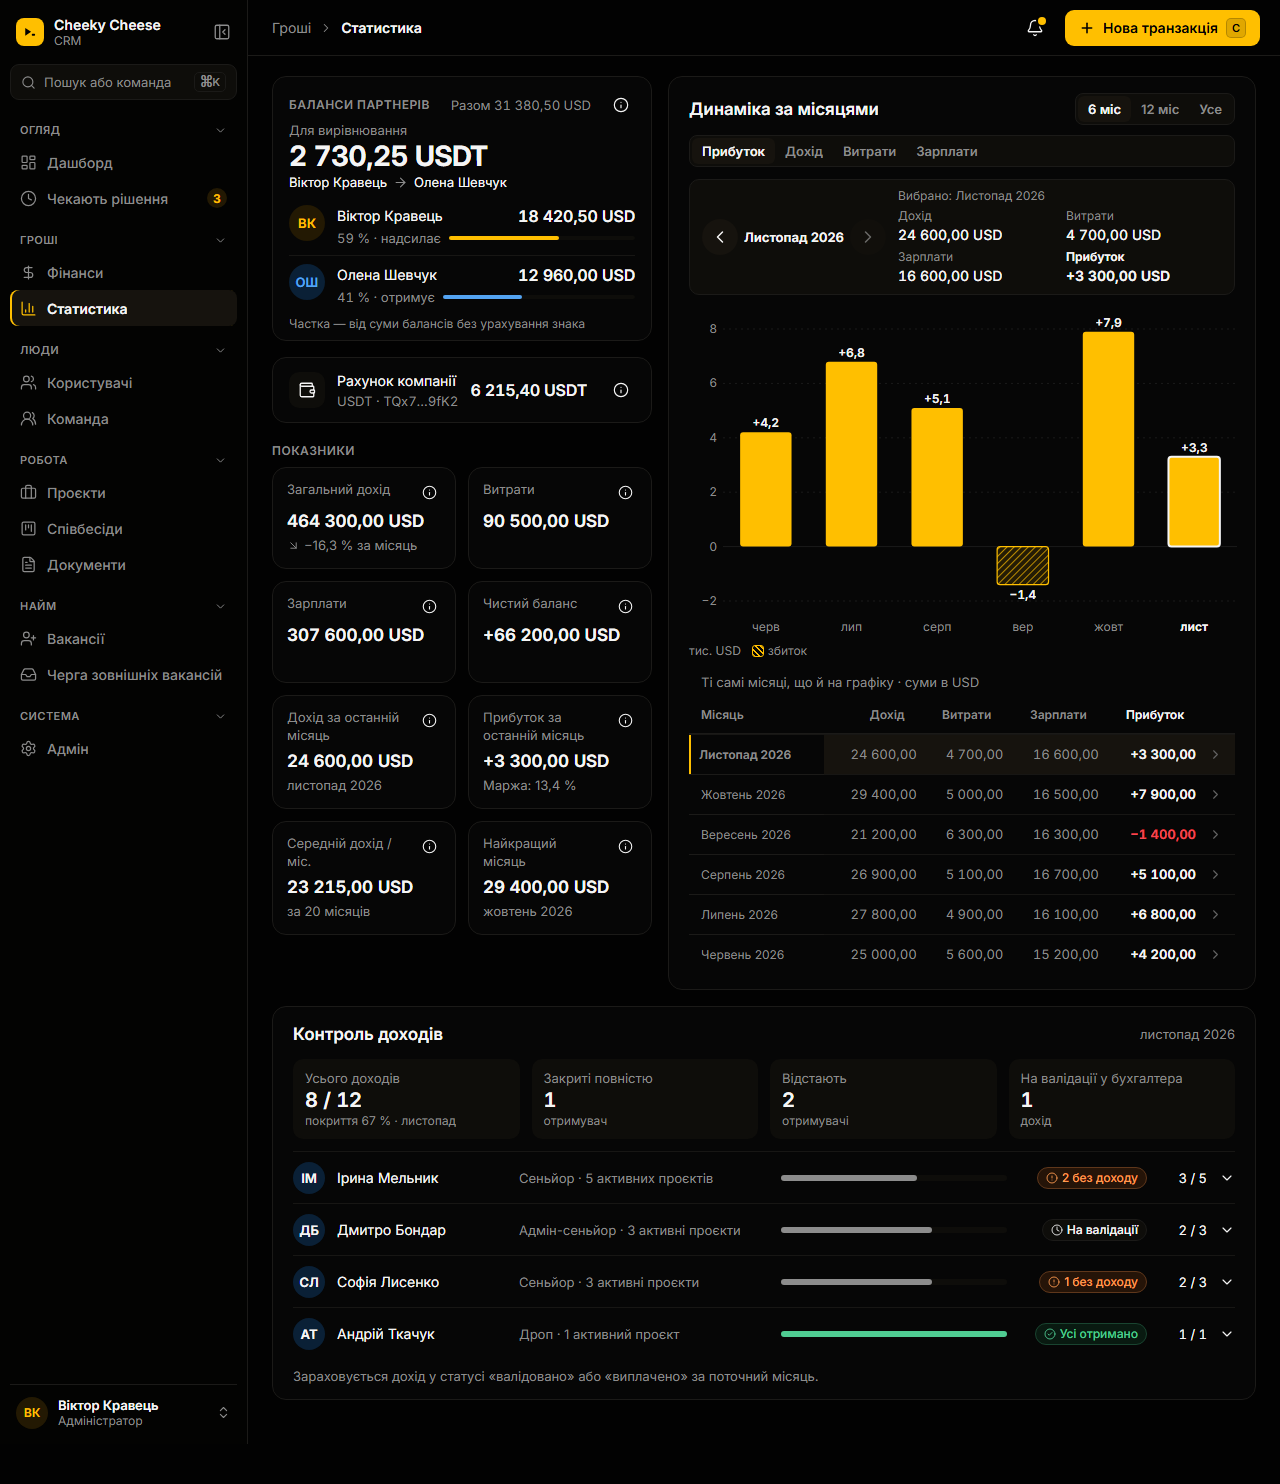 Cheeky Cheese
CRM
Пошук або команда ⌘K
ОГЛЯД
Дашборд
Чекають рішення 3
ГРОШІ
Фінанси
Статистика
ЛЮДИ
Користувачі
Команда
РОБОТА
Проєкти
Співбесіди
Документи
НАЙМ
Вакансії
Черга зовнішніх вакансій
СИСТЕМА
Адмін
ВК Віктор Кравець
Адміністратор
Гроші > Статистика
+ Нова транзакція C
БАЛАНСИ ПАРТНЕРІВ Разом 31 380,50 USD
Для вирівнювання
2 730,25 USDT
Віктор Кравець → Олена Шевчук
ВК Віктор Кравець 18 420,50 USD
59 % · надсилає
ОШ Олена Шевчук 12 960,00 USD
41 % · отримує
Частка — від суми балансів без урахування знака
Рахунок компанії 6 215,40 USDT
USDT · TQx7…9fK2
ПОКАЗНИКИ
Загальний дохід
464 300,00 USD
−16,3 % за місяць
Витрати
90 500,00 USD
Зарплати
307 600,00 USD
Чистий баланс
+66 200,00 USD
Дохід за останній
місяць
24 600,00 USD
листопад 2026
Прибуток за
останній місяць
+3 300,00 USD
Маржа: 13,4 %
Середній дохід /
міс.
23 215,00 USD
за 20 місяців
Найкращий
місяць
29 400,00 USD
жовтень 2026
Динаміка за місяцями
6 міс 12 міс Усе
Прибуток Дохід Витрати Зарплати
Листопад 2026
Вибрано: Листопад 2026
Дохід Витрати
24 600,00 USD 4 700,00 USD
Зарплати Прибуток
16 600,00 USD +3 300,00 USD
8
6
4
2
0
−2
+4,2
+6,8
+5,1
−1,4
+7,9
+3,3
черв лип серп вер жовт лист
тис. USD збиток
Ті самі місяці, що й на графіку · суми в USD
Місяць Дохід Витрати Зарплати Прибуток
Листопад 2026 24 600,00 4 700,00 16 600,00 +3 300,00
Жовтень 2026 29 400,00 5 000,00 16 500,00 +7 900,00
Вересень 2026 21 200,00 6 300,00 16 300,00 −1 400,00
Серпень 2026 26 900,00 5 100,00 16 700,00 +5 100,00
Липень 2026 27 800,00 4 900,00 16 100,00 +6 800,00
Червень 2026 25 000,00 5 600,00 15 200,00 +4 200,00
Контроль доходів листопад 2026
Усього доходів
8 / 12
покриття 67 % · листопад
Закриті повністю
1
отримувач
Відстають
2
отримувачі
На валідації у бухгалтера
1
дохід
ІМ Ірина Мельник Сеньйор · 5 активних проєктів 2 без доходу 3 / 5
ДБ Дмитро Бондар Адмін-сеньйор · 3 активні проєкти На валідації 2 / 3
СЛ Софія Лисенко Сеньйор · 3 активні проєкти 1 без доходу 2 / 3
АТ Андрій Ткачук Дроп · 1 активний проєкт Усі отримано 1 / 1
Зараховується дохід у статусі «валідовано» або «виплачено» за поточний місяць.